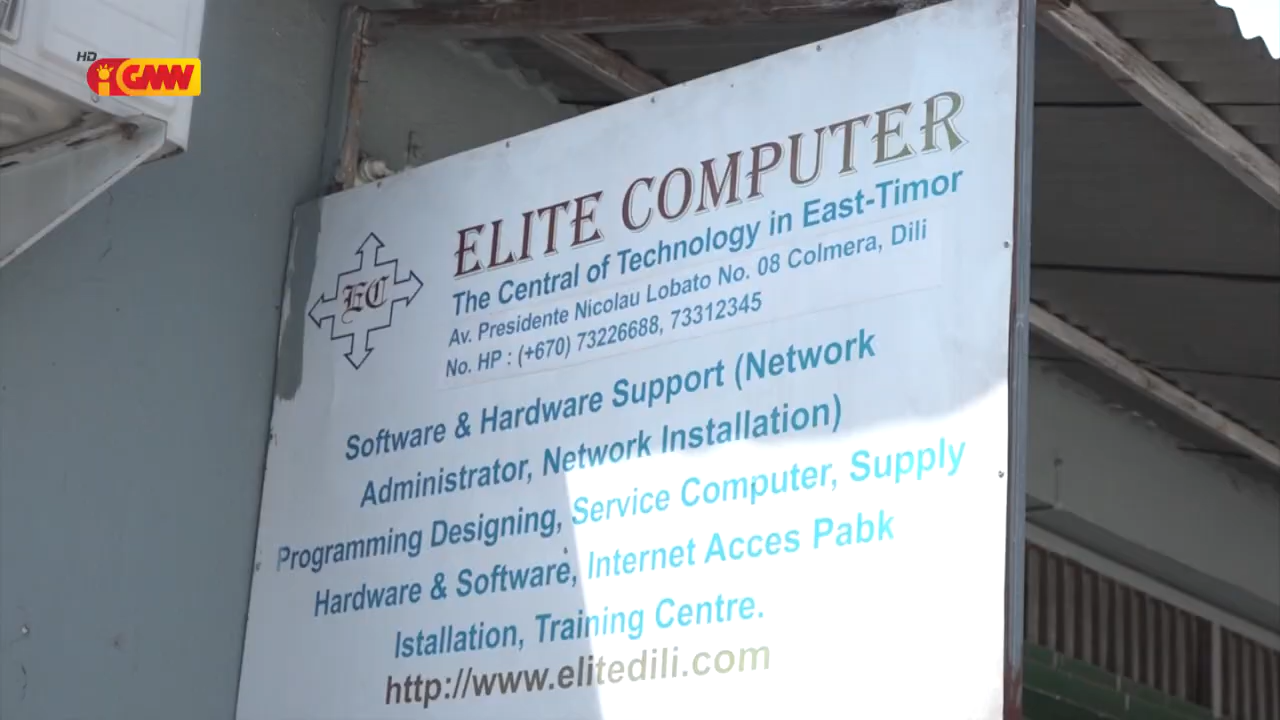 HD
GMN
ELITE COMPUTER
The Central of Technology in East-Timor
Av. Presidente Nicolau Lobato No. 08 Colmera, Dili
No. HP : (+670) 73226688, 73312345
EC
Software & Hardware Support (Network
Administrator, Network Installation)
Programming Designing, Service Computer, Supply
Hardware & Software, Internet Acces Pabk
Istallation, Training Centre.
http://www.elitedili.com